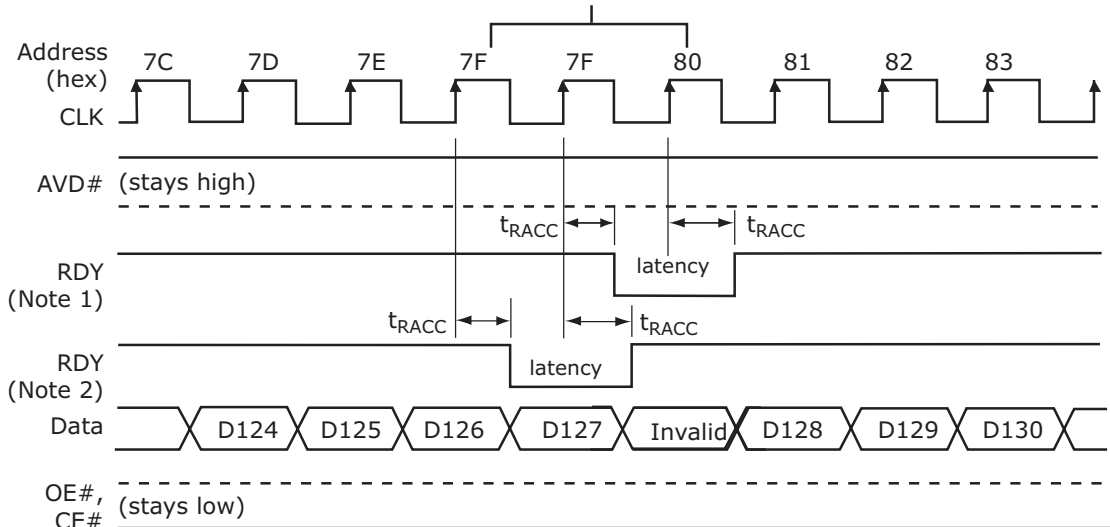 Address
(hex)
7C 7D 7E 7F 7F 80 81 82 83
CLK
AVD# (stays high)
tRACC tRACC
RDY
(Note 1)
latency
tRACC tRACC
RDY
(Note 2)
latency
Data D124 D125 D126 D127 Invalid D128 D129 D130
OE#,
CE#
(stays low)